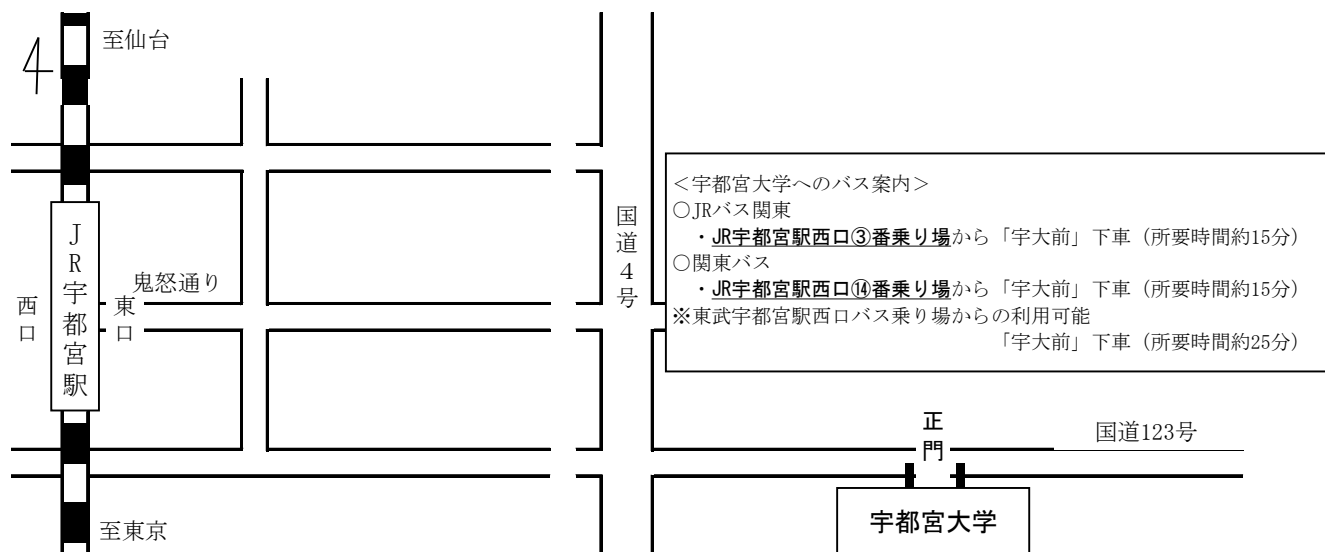 至仙台
4
<宇都宮大学へのバス案内>
○JRバス関東
・JR宇都宮駅西口③番乗り場から「宇大前」下車（所要時間約15分）
○関東バス
・JR宇都宮駅西口⑭番乗り場から「宇大前」下車（所要時間約15分）
※東武宇都宮駅西口バス乗り場からの利用可能
「宇大前」下車（所要時間約25分）
国道4号
JR宇都宮駅
鬼怒通り
西口
東口
正門
国道123号
宇都宮大学
至東京